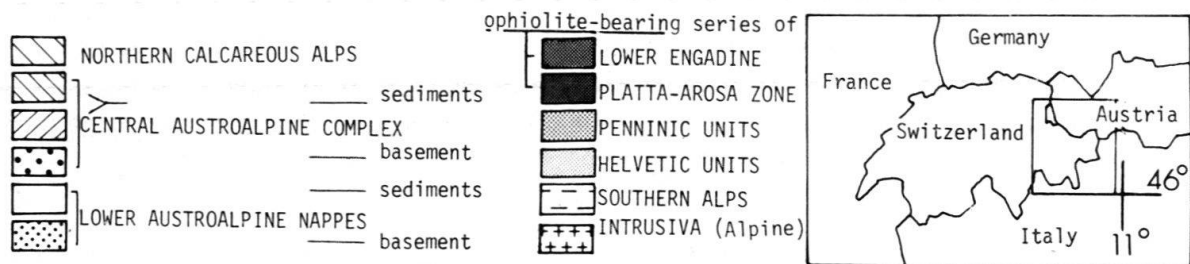 ophiolite-bearing series of
NORTHERN CALCAREOUS ALPS
sediments
CENTRAL AUSTROALPINE COMPLEX
basement
sediments
LOWER AUSTROALPINE NAPPES
basement
LOWER ENGADINE
PLATTA-AROSA ZONE
PENNINIC UNITS
HELVETIC UNITS
SOUTHERN ALPS
INTRUSIVA (Alpine)
Germany
France
Austria
Switzerland
46°
Italy
11°